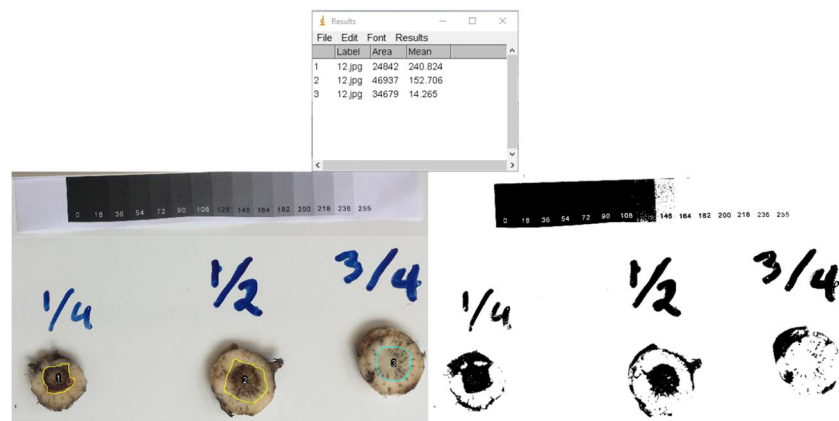 Results
File Edit Font Results
Label Area Mean
1 12.jpg 24842 240.824
2 12.jpg 46937 152.706
3 12.jpg 34679 14.265
0 18 36 54 72 90 108 128 146 164 182 200 218 236 255
0 18 36 54 72 90 108 146 164 182 200 218 236 255
1/4 1/2 3/4
1/4 1/2 3/4
1 2 3